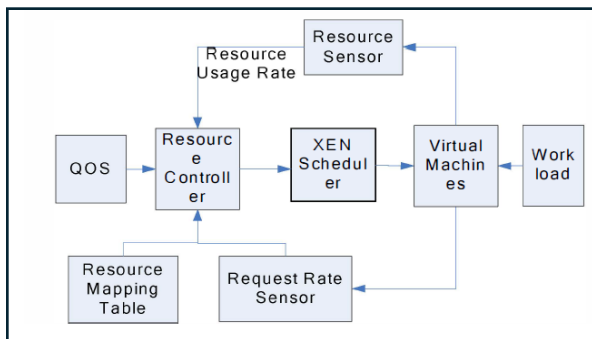 Resource
Sensor
Resource
Usage Rate
QOS
Resourc
e
Controll
er
XEN
Schedul
er
Virtual
Machin
es
Work
load
Resource
Mapping
Table
Request Rate
Sensor